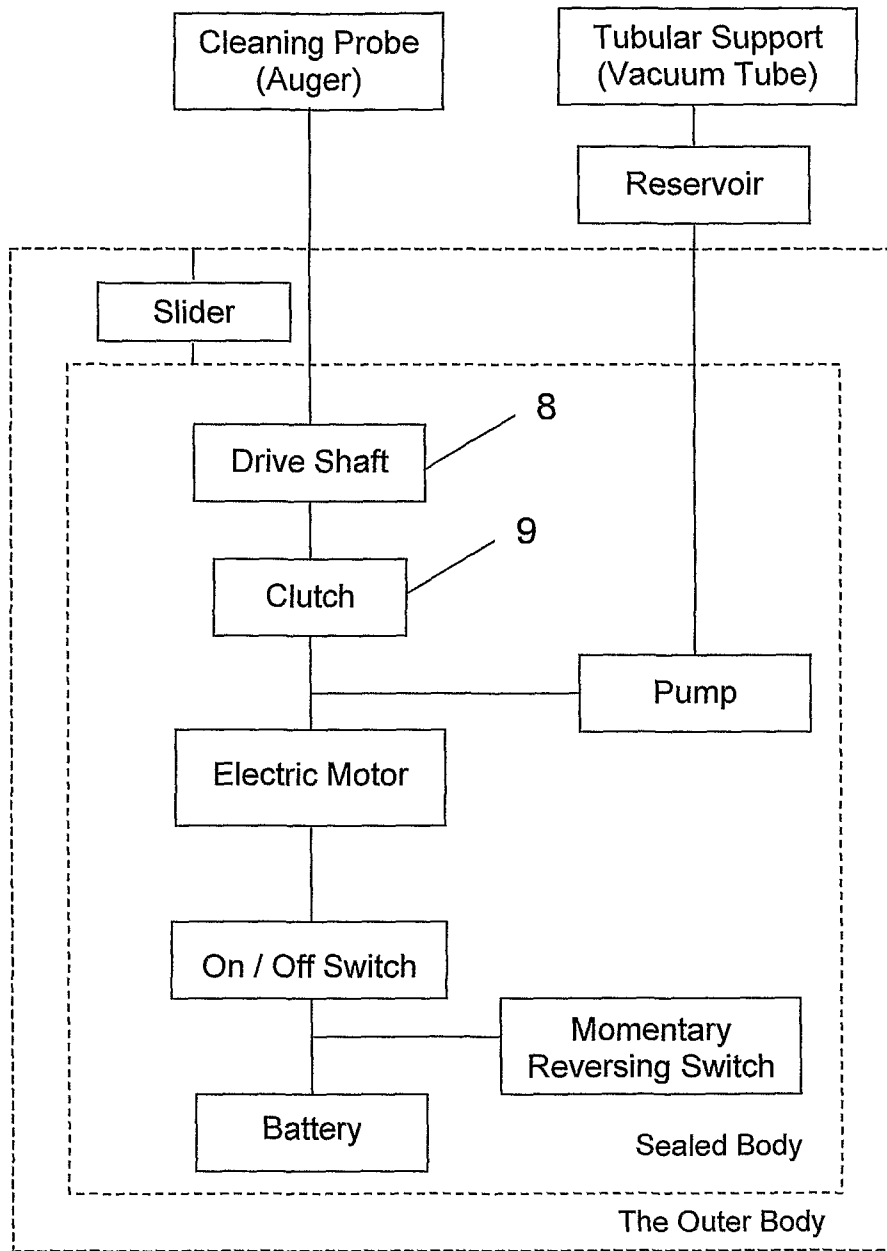 Cleaning Probe
(Auger)
Tubular Support
(Vacuum Tube)
Reservoir
Slider
8
Drive Shaft
9
Clutch
Pump
Electric Motor
On / Off Switch
Momentary
Reversing Switch
Battery
Sealed Body
The Outer Body